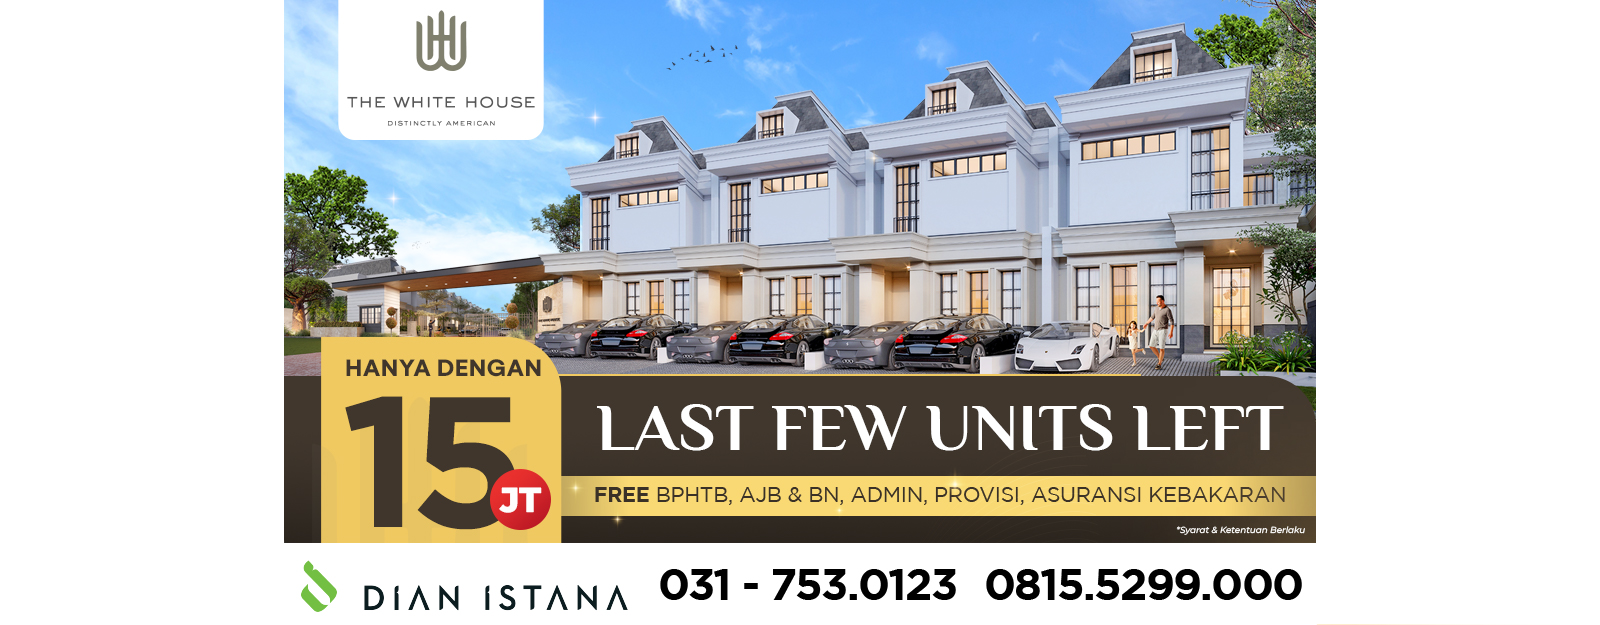 THE WHITE HOUSE
DISTINCTLY AMERICAN
HANYA DENGAN
15
JT
LAST FEW UNITS LEFT
FREE BPHTB, AJB & BN, ADMIN, PROVISI, ASURANSI KEBAKARAN
*Syarat & Ketentuan Berlaku
DIAN ISTANA
031 - 753.0123 0815.5299.000